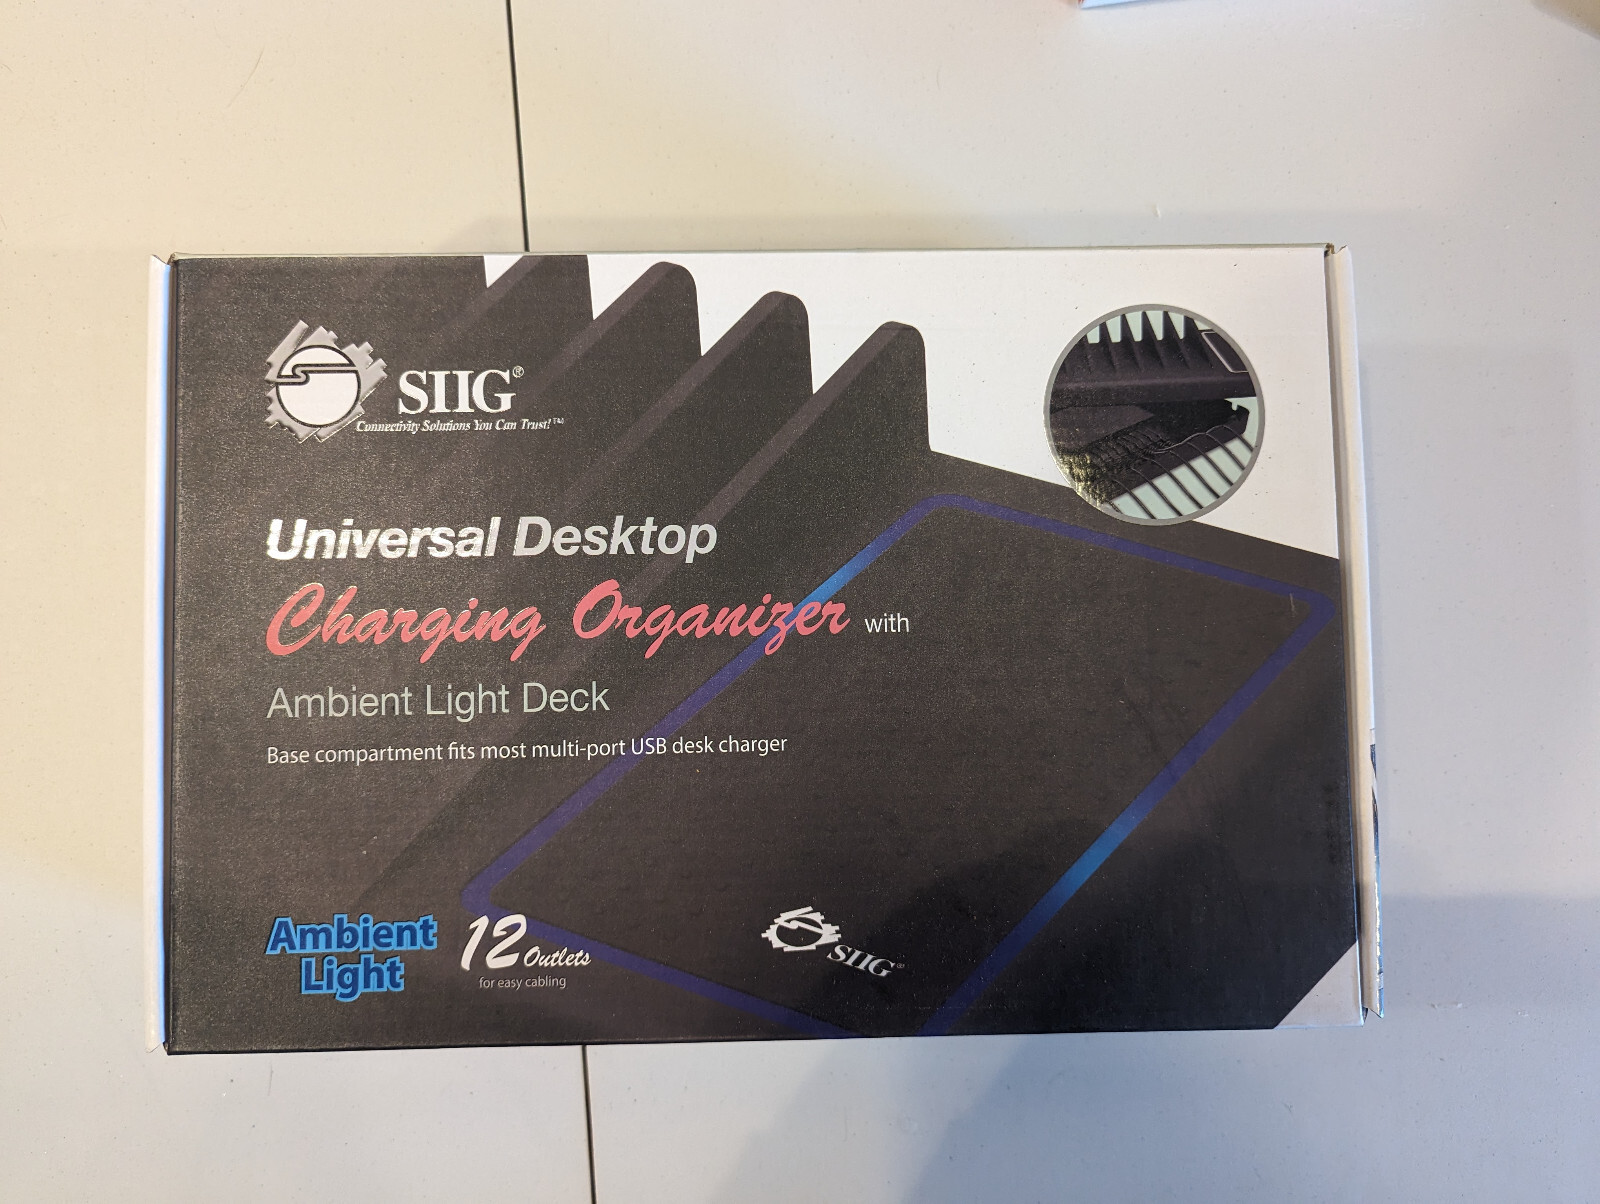 SIIG®
Connectivity Solutions You Can Trust!™
Universal Desktop
Charging Organizer with
Ambient Light Deck
Base compartment fits most multi-port USB desk charger
Ambient
Light
12 Outlets
for easy cabling
SIIG®